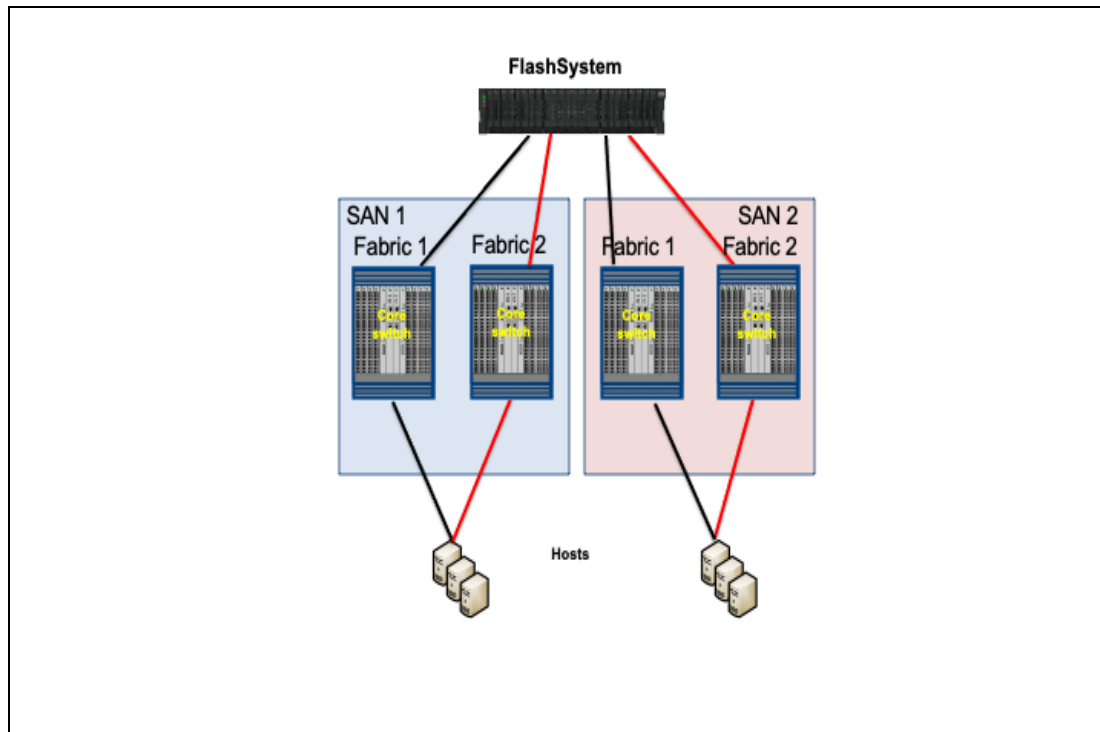 FlashSystem
SAN 1
Fabric 1
Fabric 2
SAN 2
Fabric 1
Fabric 2
Core
switch
Core
switch
Core
switch
Core
switch
Hosts